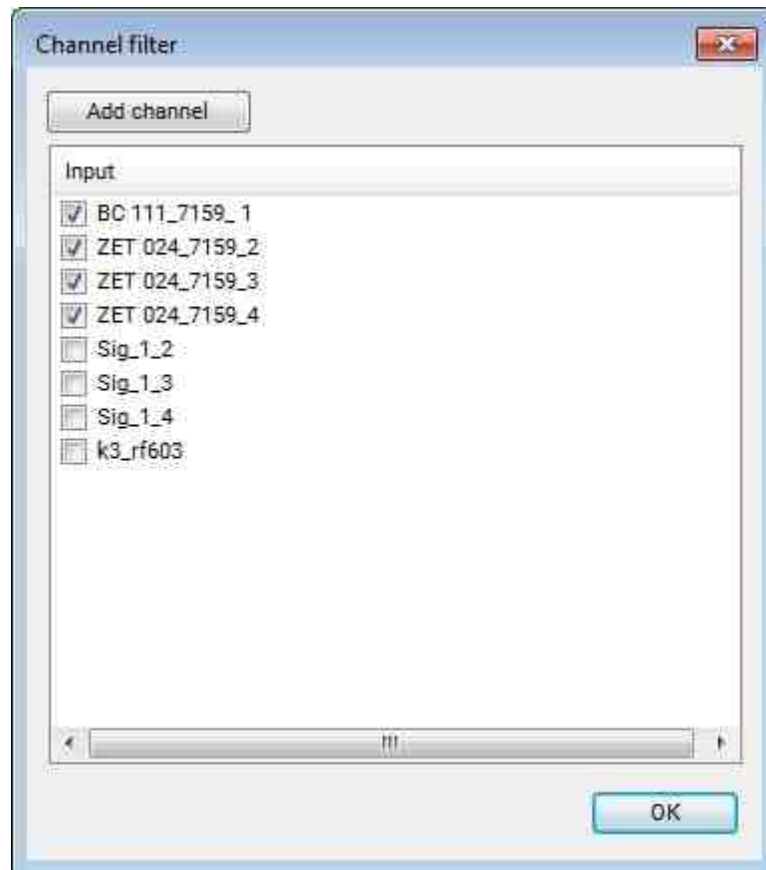 Channel filter
Add channel
Input
BC 111_7159_ 1
ZET 024_7159_2
ZET 024_7159_3
ZET 024_7159_4
Sig_1_2
Sig_1_3
Sig_1_4
k3_rf603
OK